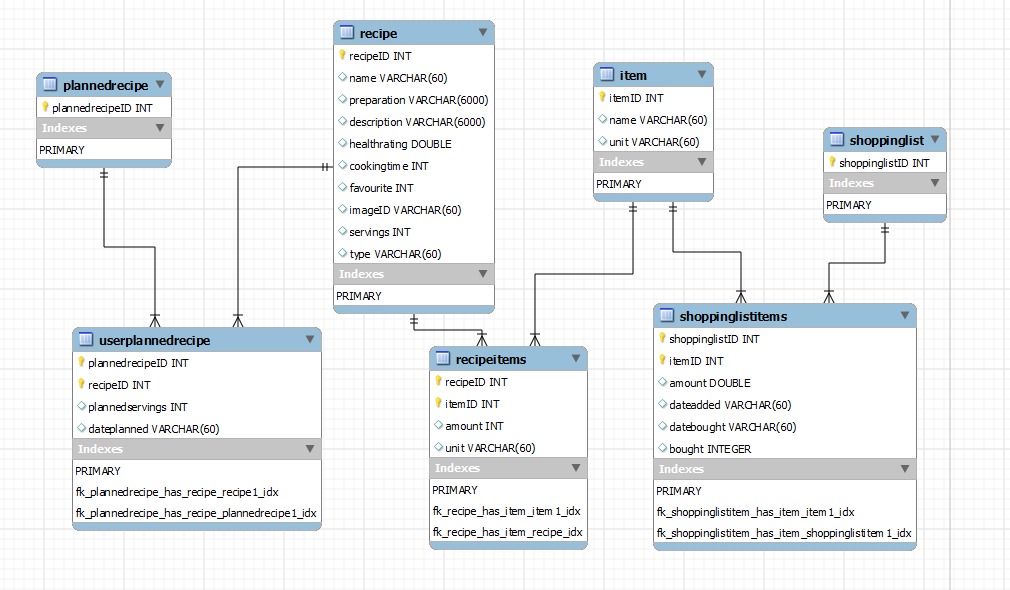 plannedrecipe
plannedrecipeID INT
Indexes
PRIMARY
recipe
recipeID INT
name VARCHAR(60)
preparation VARCHAR(6000)
description VARCHAR(6000)
healthrating DOUBLE
cookingtime INT
favourite INT
imageID VARCHAR(60)
servings INT
type VARCHAR(60)
Indexes
PRIMARY
item
itemID INT
name VARCHAR(60)
unit VARCHAR(60)
Indexes
PRIMARY
shoppinglist
shoppinglistID INT
Indexes
PRIMARY
userplannedrecipe
plannedrecipeID INT
recipeID INT
plannedservings INT
dateplanned VARCHAR(60)
Indexes
PRIMARY
fk_plannedrecipe_has_recipe_recipe1_idx
fk_plannedrecipe_has_recipe_plannedrecipe1_idx
recipeitems
recipeID INT
itemID INT
amount INT
unit VARCHAR(60)
Indexes
PRIMARY
fk_recipe_has_item_item1_idx
fk_recipe_has_item_recipe_idx
shoppinglistitems
shoppinglistID INT
itemID INT
amount DOUBLE
dateadded VARCHAR(60)
datebought VARCHAR(60)
bought INTEGER
Indexes
PRIMARY
fk_shoppinglistitem_has_item_item1_idx
fk_shoppinglistitem_has_item_shoppinglistitem1_idx